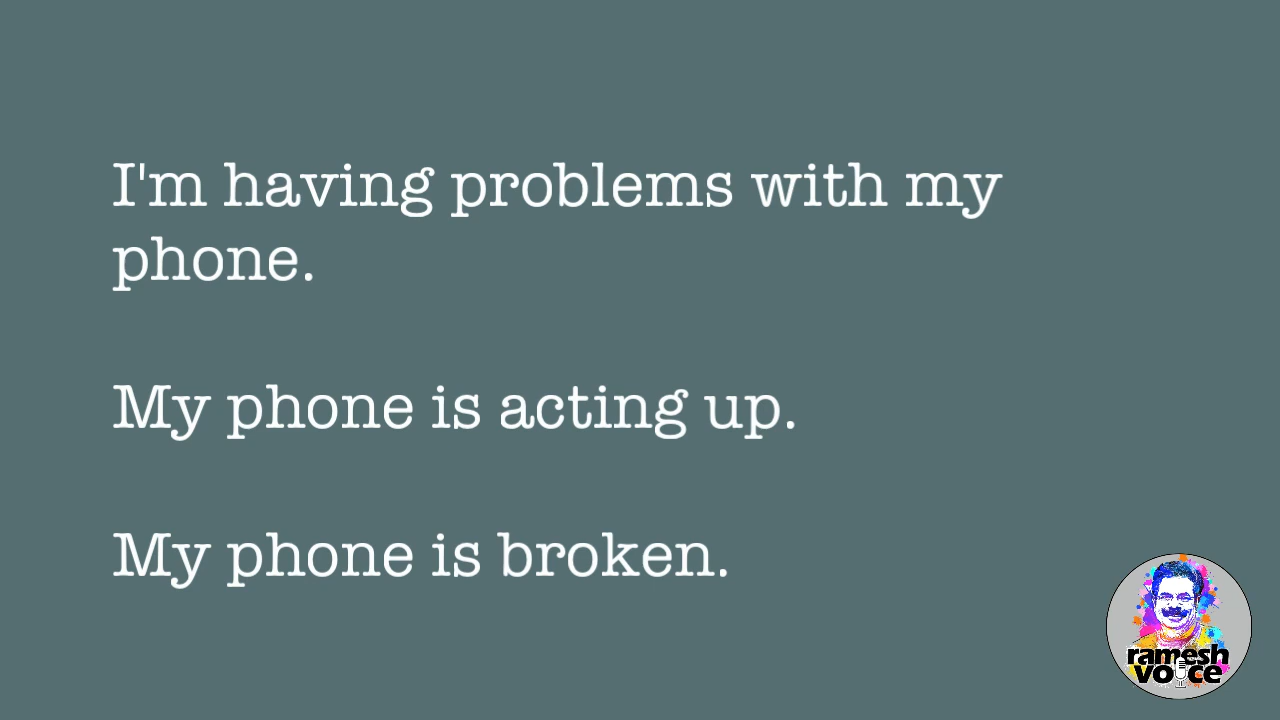 I'm having problems with my
phone.
My phone is acting up.
My phone is broken.
ramesh
voice